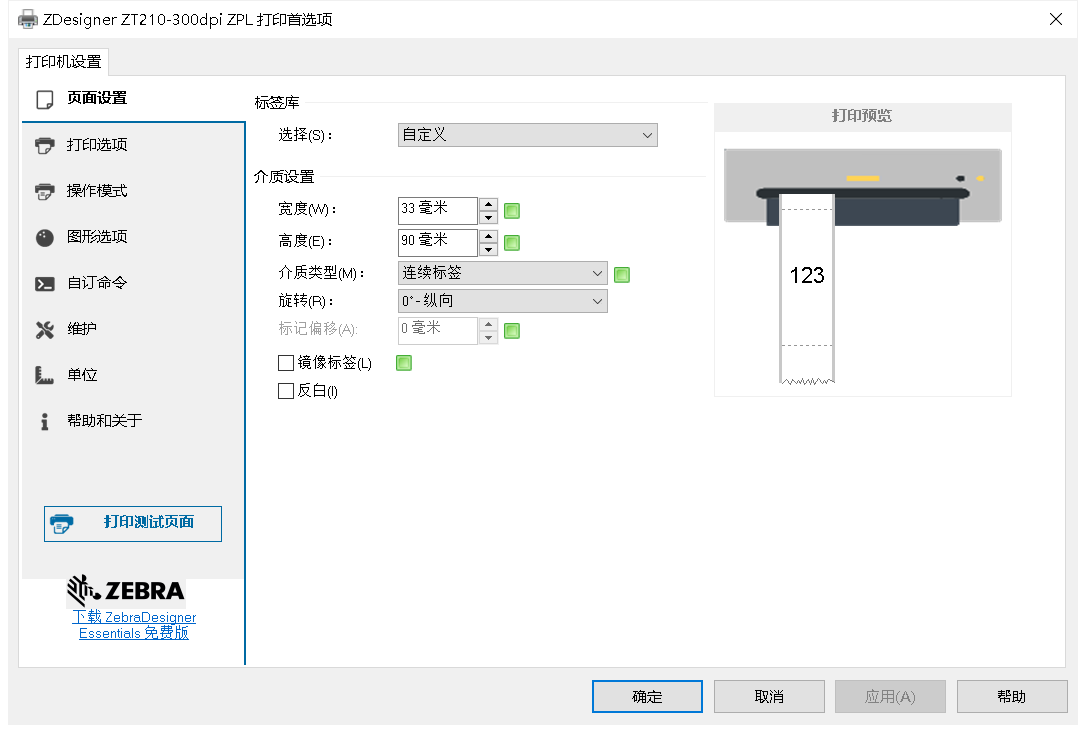 ZDesigner ZT210-300dpi ZPL 打印首选项
打印机设置
页面设置
打印选项
操作模式
图形选项
自订命令
维护
单位
帮助和关于
打印测试页面
ZEBRA
下载 ZebraDesigner
Essentials 免费版
标签库
选择(S)： 自定义
介质设置
宽度(W)： 33 毫米
高度(E)： 90 毫米
介质类型(M)： 连续标签
旋转(R)： 0°- 纵向
标记偏移(A): 0 毫米
镜像标签(L)
反白(I)
打印预览
123
确定 取消 应用(A) 帮助